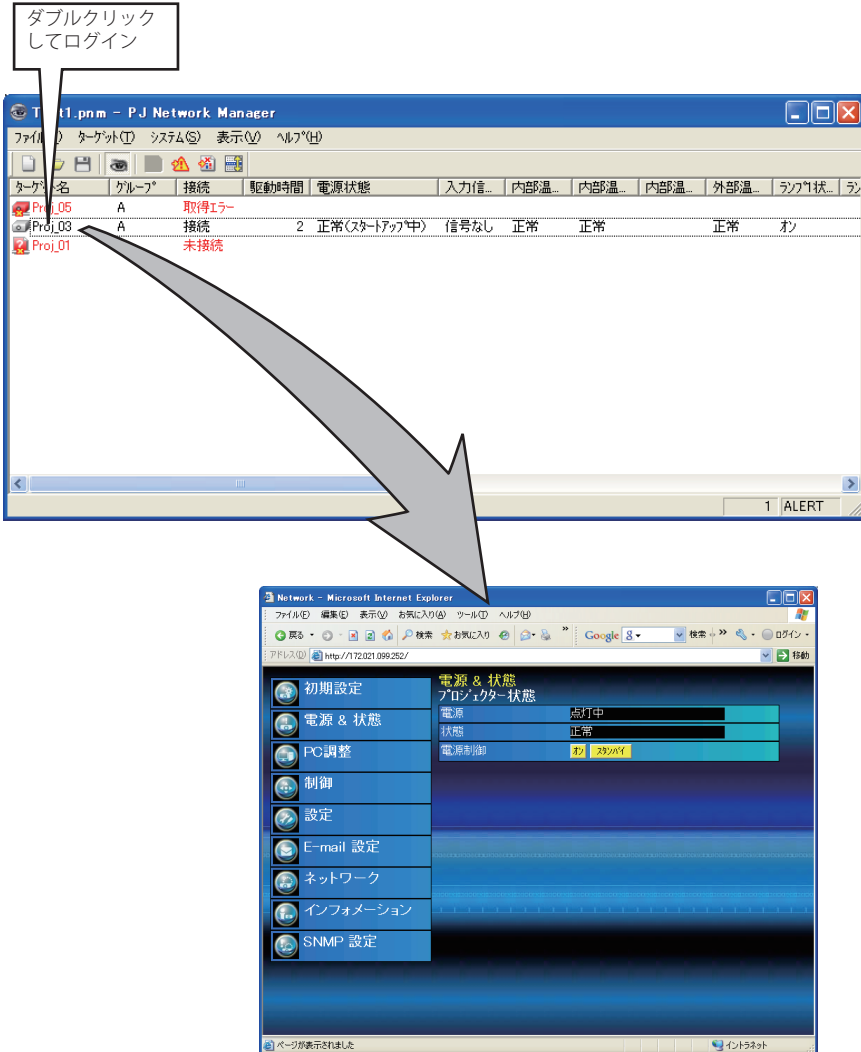 ダブルクリック
してログイン
t1.pnm - PJ Network Manager
ターゲット(T) システム(S) 表示(V) ヘルプ(H)
グループ 接続 駆動時間 電源状態 入力信... 内部温... 内部温... 内部温... 外部温... ランプ1状...
Proj_05 A 取得エラー
Proj_03 A 接続 2 正常(スタートアップ中) 信号なし 正常 正常 正常 オン
Proj_01 未接続
1 ALERT
Network - Microsoft Internet Explorer
ファイル(F) 編集(E) 表示(V) お気に入り(A) ツール(T) ヘルプ(H)
戻る 検索 お気に入り » Google 検索 » ログイン
アドレス(D) http://172.021.099.252/ 移動
電源 & 状態
プロジェクター状態
電源 点灯中
状態 正常
電源制御 オン スタンバイ
初期設定
電源 & 状態
PC調整
制御
設定
E-mail 設定
ネットワーク
インフォメーション
SNMP 設定
ページが表示されました イントラネット